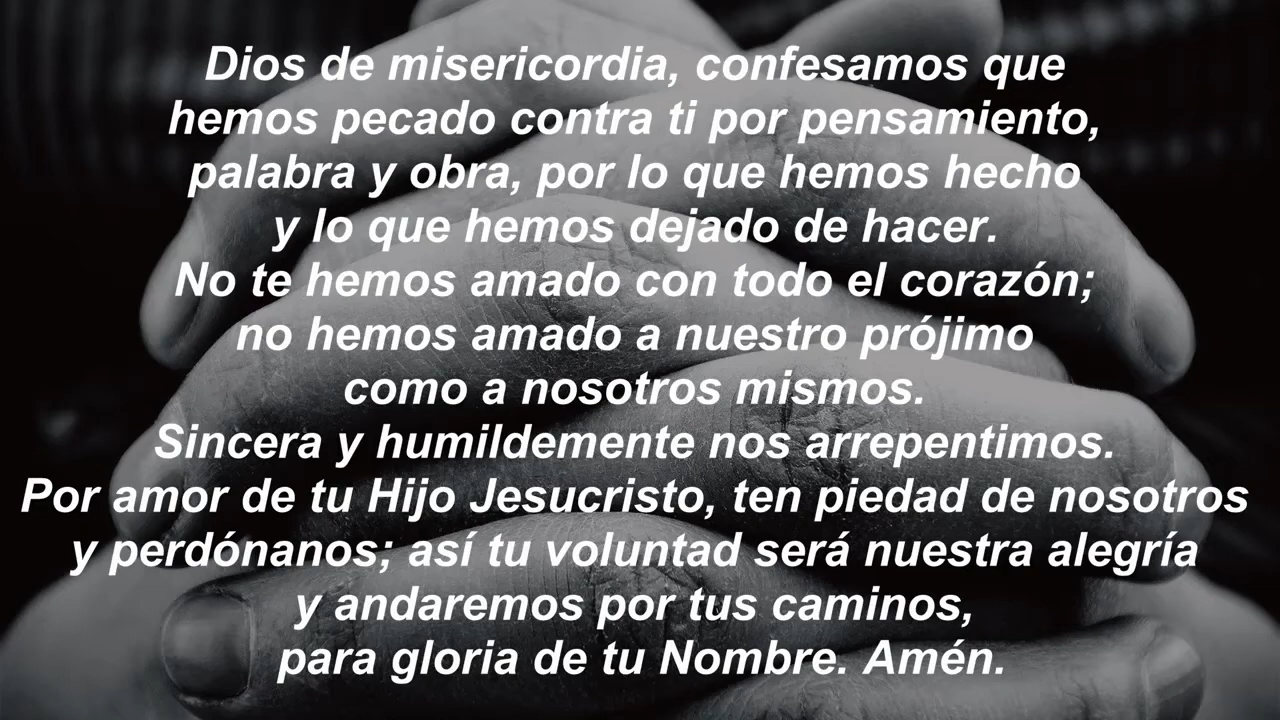 Dios de misericordia, confesamos que
hemos pecado contra ti por pensamiento,
palabra y obra, por lo que hemos hecho
y lo que hemos dejado de hacer.
No te hemos amado con todo el corazón;
no hemos amado a nuestro prójimo
como a nosotros mismos.
Sincera y humildemente nos arrepentimos.
Por amor de tu Hijo Jesucristo, ten piedad de nosotros
y perdónanos; así tu voluntad será nuestra alegría
y andaremos por tus caminos,
para gloria de tu Nombre. Amén.